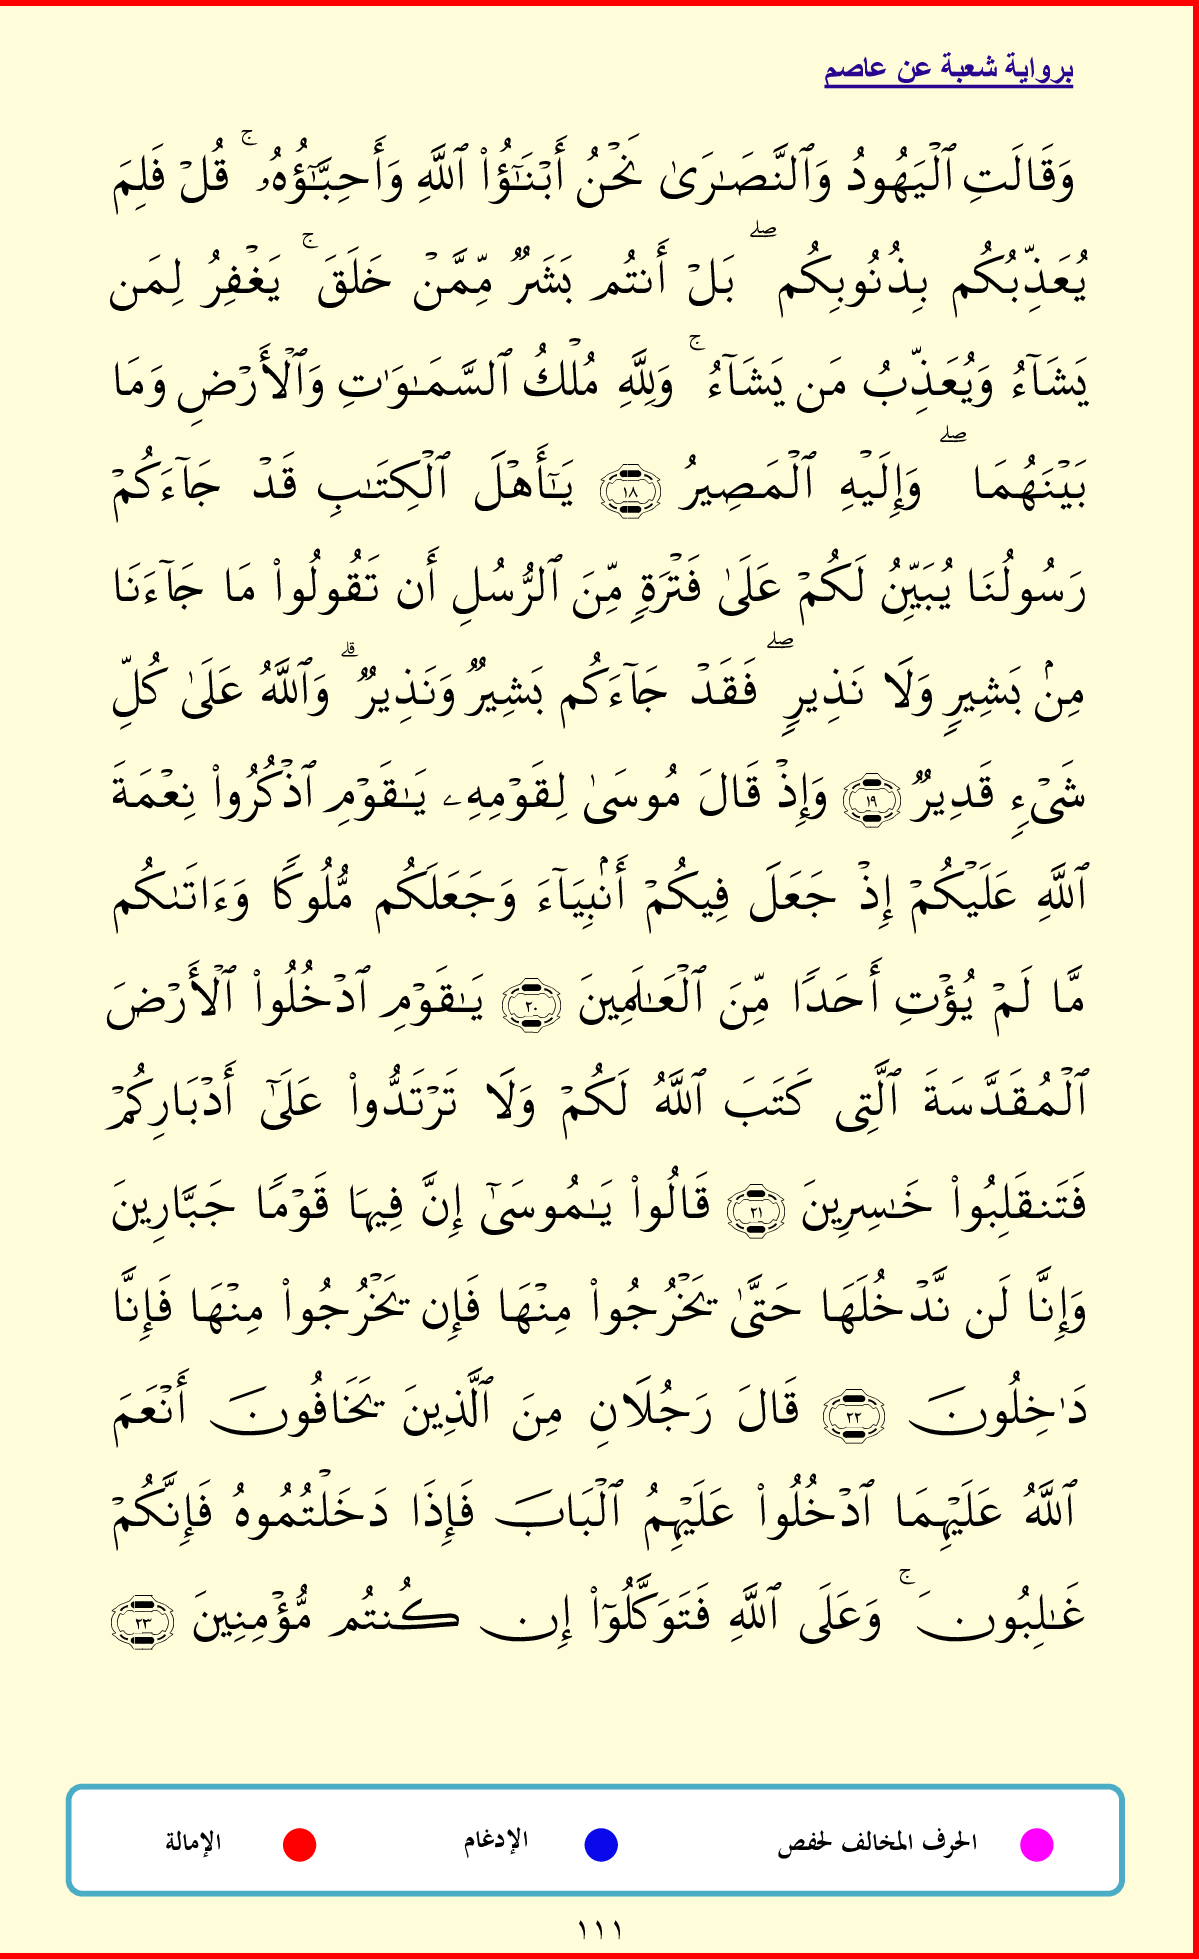 برواية شعبة عن عاصم
وَقَالَتِ ٱلْيَهُودُ وَٱلنَّصَـٰرَىٰ نَحْنُ أَبْنَـٰٓؤُا۟ ٱللَّهِ وَأَحِبَّـٰٓؤُهُۥ ۚ قُلْ فَلِمَ
يُعَذِّبُكُم بِذُنُوبِكُم ۖ بَلْ أَنتُم بَشَرٌ مِّمَّنْ خَلَقَ ۚ يَغْفِرُ لِمَن
يَشَآءُ وَيُعَذِّبُ مَن يَشَآءُ ۚ وَلِلَّهِ مُلْكُ ٱلسَّمَـٰوَٰتِ وَٱلْأَرْضِ وَمَا
بَيْنَهُمَا ۖ وَإِلَيْهِ ٱلْمَصِيرُ ١٨ يَـٰٓأَهْلَ ٱلْكِتَـٰبِ قَدْ جَآءَكُمْ
رَسُولُنَا يُبَيِّنُ لَكُمْ عَلَىٰ فَتْرَةٍ مِّنَ ٱلرُّسُلِ أَن تَقُولُوا۟ مَا جَآءَنَا
مِنۢ بَشِيرٍ وَلَا نَذِيرٍ ۖ فَقَدْ جَآءَكُم بَشِيرٌ وَنَذِيرٌ ۗ وَٱللَّهُ عَلَىٰ كُلِّ
شَىْءٍ قَدِيرٌ ١٩ وَإِذْ قَالَ مُوسَىٰ لِقَوْمِهِۦ يَـٰقَوْمِ ٱذْكُرُوا۟ نِعْمَةَ
ٱللَّهِ عَلَيْكُمْ إِذْ جَعَلَ فِيكُمْ أَنۢبِيَآءَ وَجَعَلَكُم مُّلُوكًا وَءَاتَىٰكُم
مَّا لَمْ يُؤْتِ أَحَدًا مِّنَ ٱلْعَـٰلَمِينَ ٢٠ يَـٰقَوْمِ ٱدْخُلُوا۟ ٱلْأَرْضَ
ٱلْمُقَدَّسَةَ ٱلَّتِى كَتَبَ ٱللَّهُ لَكُمْ وَلَا تَرْتَدُّوا۟ عَلَىٰٓ أَدْبَارِكُمْ
فَتَنقَلِبُوا۟ خَـٰسِرِينَ ٢١ قَالُوا۟ يَـٰمُوسَىٰٓ إِنَّ فِيهَا قَوْمًا جَبَّارِينَ
وَإِنَّا لَن نَّدْخُلَهَا حَتَّىٰ يَخْرُجُوا۟ مِنْهَا فَإِن يَخْرُجُوا۟ مِنْهَا فَإِنَّا
دَٰخِلُونَ ٢٢ قَالَ رَجُلَانِ مِنَ ٱلَّذِينَ يَخَافُونَ أَنْعَمَ
ٱللَّهُ عَلَيْهِمَا ٱدْخُلُوا۟ عَلَيْهِمُ ٱلْبَابَ فَإِذَا دَخَلْتُمُوهُ فَإِنَّكُمْ
غَـٰلِبُونَ ۚ وَعَلَى ٱللَّهِ فَتَوَكَّلُوٓا۟ إِن كُنتُم مُّؤْمِنِينَ ٢٣
الحرف المخالف لحفص الإدغام الإمالة
١١١